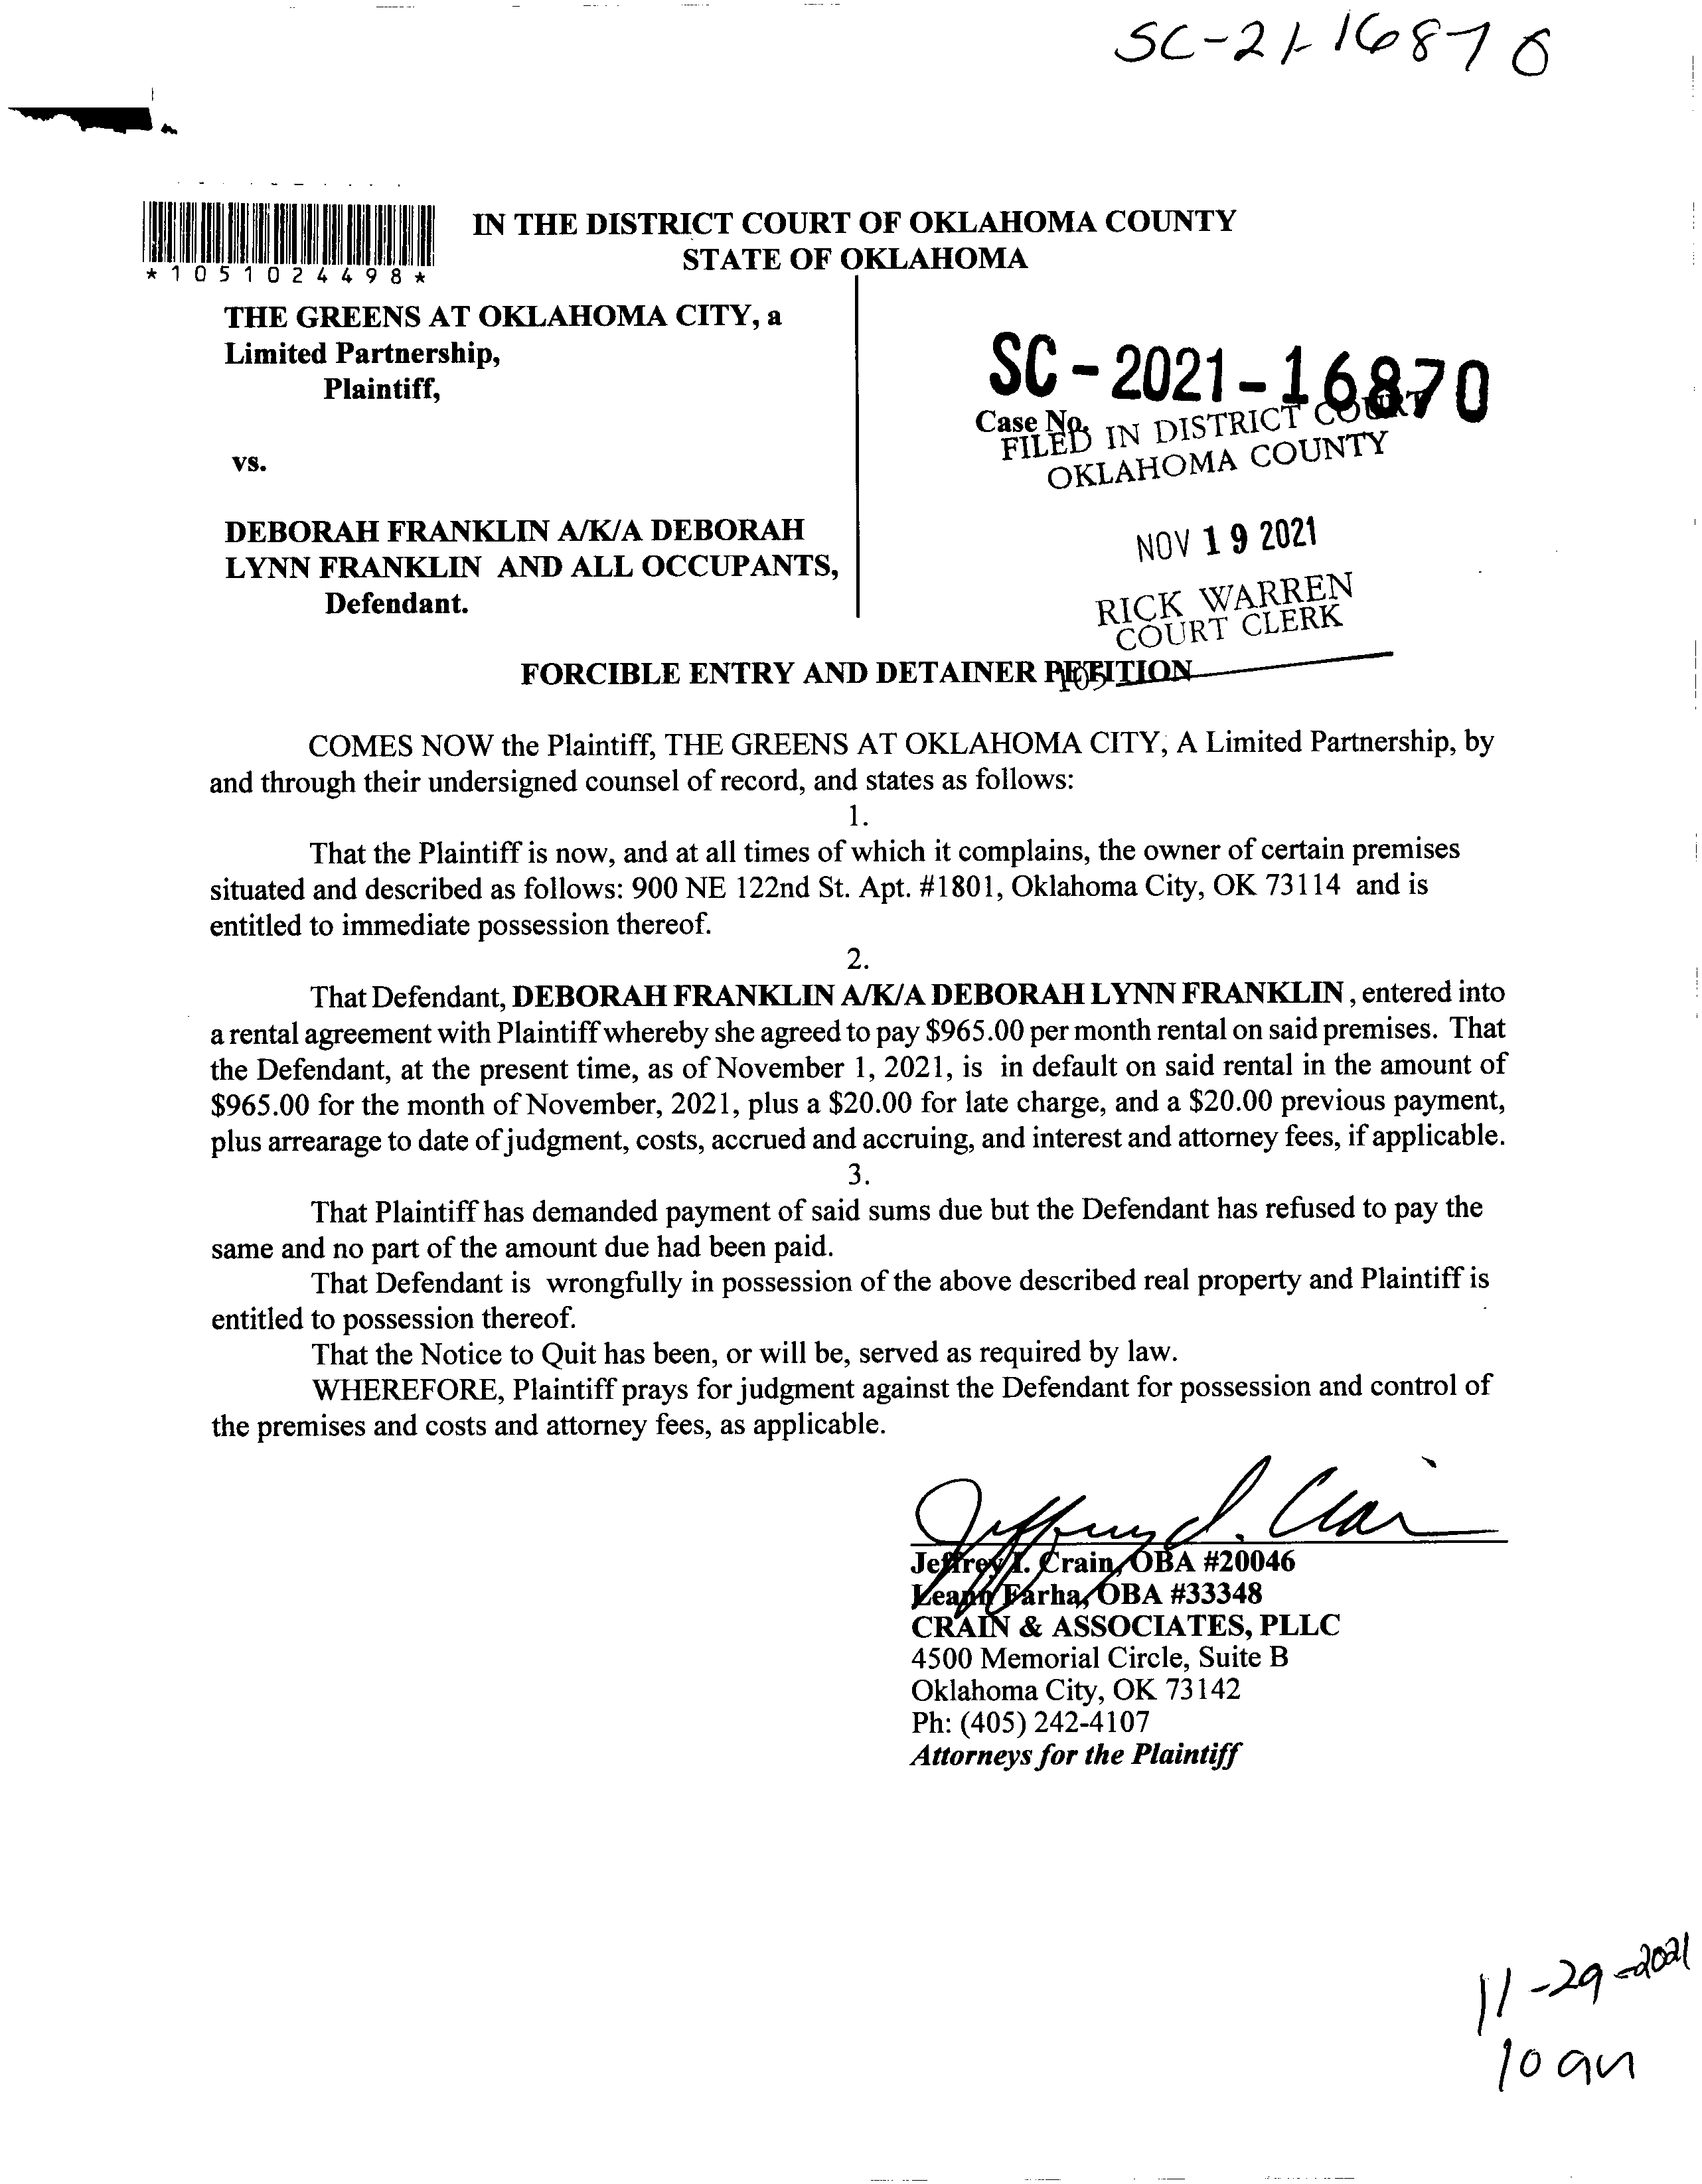 SC-21-16870
*1051024498*
IN THE DISTRICT COURT OF OKLAHOMA COUNTY
STATE OF OKLAHOMA
THE GREENS AT OKLAHOMA CITY, a
Limited Partnership,
Plaintiff,
vs.
DEBORAH FRANKLIN A/K/A DEBORAH
LYNN FRANKLIN AND ALL OCCUPANTS,
Defendant.
SC-2021-16870
Case No.
FILED IN DISTRICT COURT
OKLAHOMA COUNTY
NOV 19 2021
RICK WARREN
COURT CLERK
105
FORCIBLE ENTRY AND DETAINER PETITION
COMES NOW the Plaintiff, THE GREENS AT OKLAHOMA CITY, A Limited Partnership, by
and through their undersigned counsel of record, and states as follows:
1.
That the Plaintiff is now, and at all times of which it complains, the owner of certain premises
situated and described as follows: 900 NE 122nd St. Apt. #1801, Oklahoma City, OK 73114 and is
entitled to immediate possession thereof.
2.
That Defendant, DEBORAH FRANKLIN A/K/A DEBORAH LYNN FRANKLIN , entered into
a rental agreement with Plaintiff whereby she agreed to pay $965.00 per month rental on said premises. That
the Defendant, at the present time, as of November 1, 2021, is in default on said rental in the amount of
$965.00 for the month of November, 2021, plus a $20.00 for late charge, and a $20.00 previous payment,
plus arrearage to date of judgment, costs, accrued and accruing, and interest and attorney fees, if applicable.
3.
That Plaintiff has demanded payment of said sums due but the Defendant has refused to pay the
same and no part of the amount due had been paid.
That Defendant is wrongfully in possession of the above described real property and Plaintiff is
entitled to possession thereof.
That the Notice to Quit has been, or will be, served as required by law.
WHEREFORE, Plaintiff prays for judgment against the Defendant for possession and control of
the premises and costs and attorney fees, as applicable.
Jeffrey I. Crain
Jeffrey I. Crain, OBA #20046
Leann Farha, OBA #33348
CRAIN & ASSOCIATES, PLLC
4500 Memorial Circle, Suite B
Oklahoma City, OK 73142
Ph: (405) 242-4107
Attorneys for the Plaintiff
11-29-2021
10 am